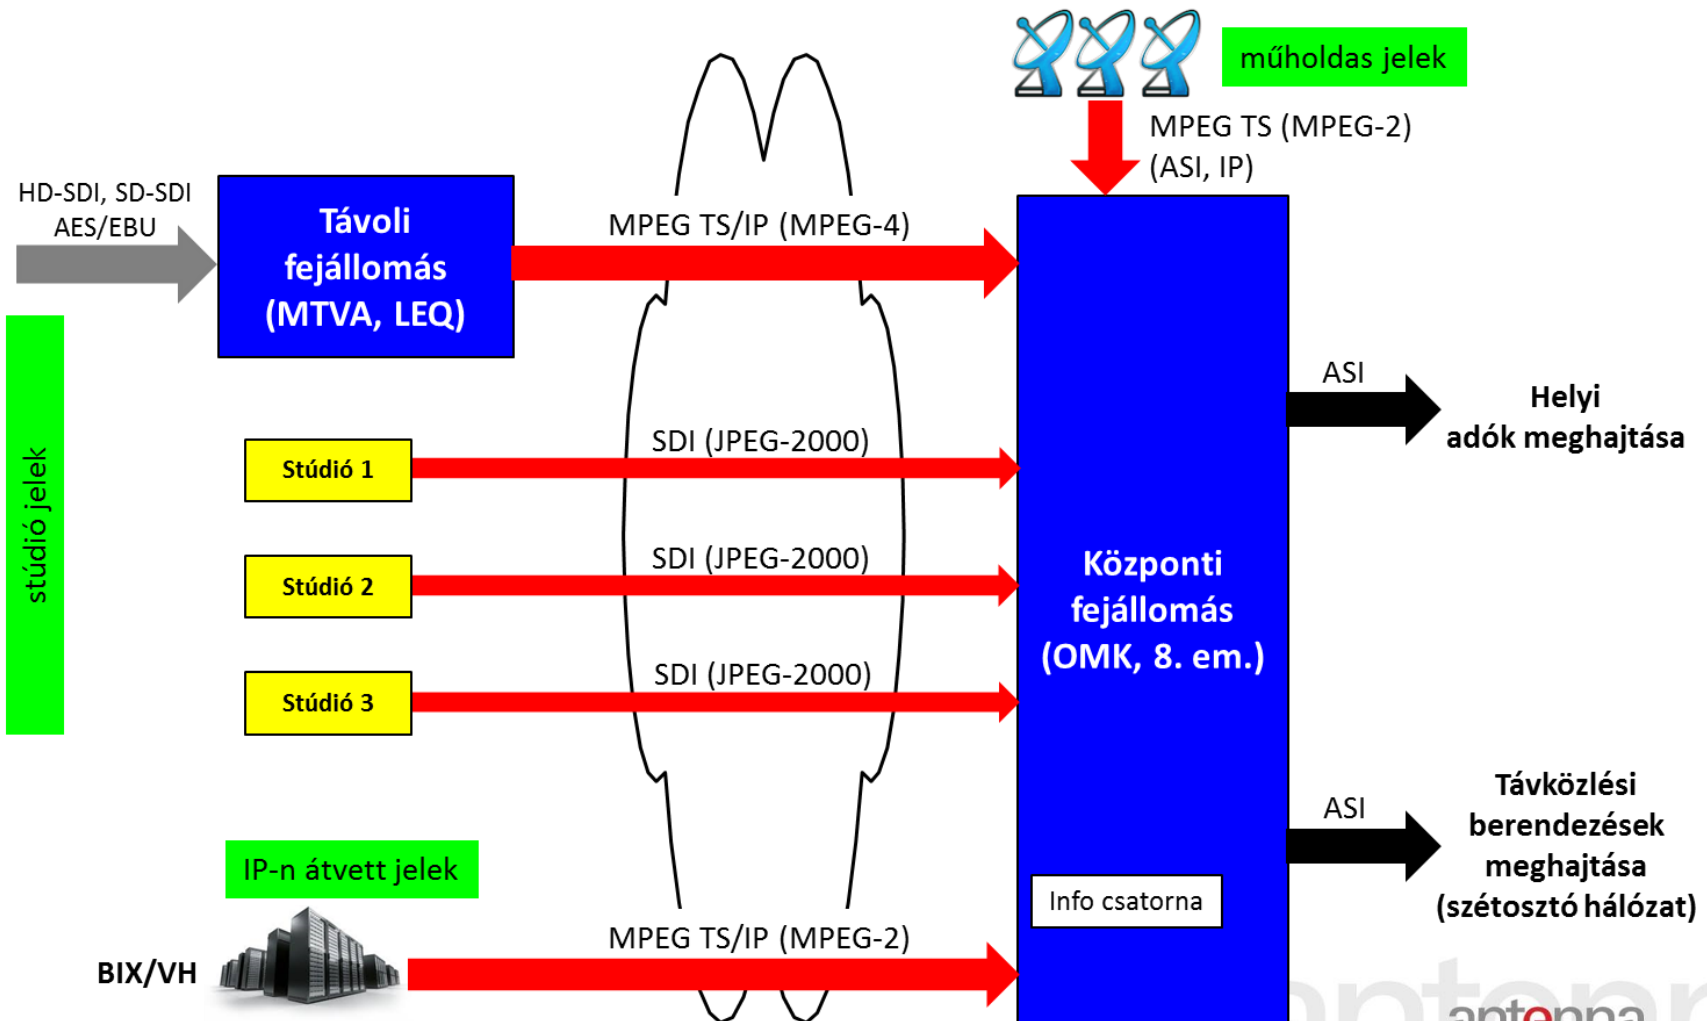 műholdas jelek
MPEG TS (MPEG-2)
(ASI, IP)
HD-SDI, SD-SDI
AES/EBU
Távoli
fejállomás
(MTVA, LEQ)
MPEG TS/IP (MPEG-4)
stúdió jelek
Stúdió 1
SDI (JPEG-2000)
Stúdió 2
SDI (JPEG-2000)
Stúdió 3
SDI (JPEG-2000)
Központi
fejállomás
(OMK, 8. em.)
ASI
Helyi
adók meghajtása
ASI
Távközlési
berendezések
meghajtása
(szétosztó hálózat)
Info csatorna
IP-n átvett jelek
BIX/VH
MPEG TS/IP (MPEG-2)
antenna